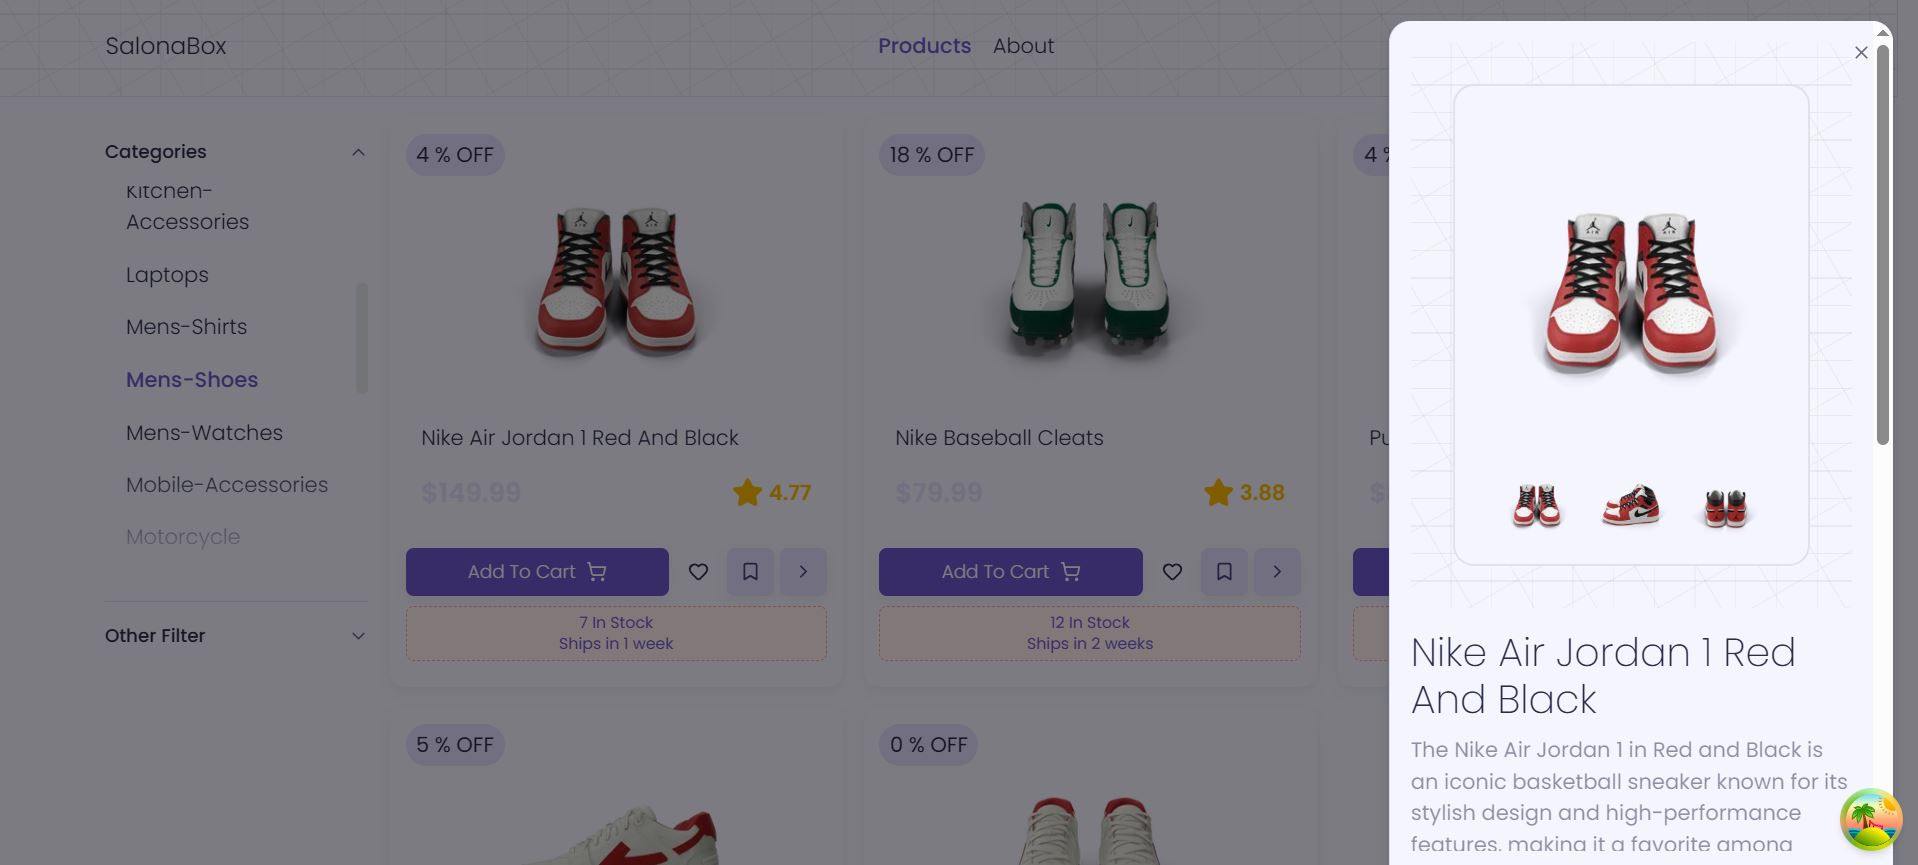 SalonaBox
Products
About
Categories
Kitchen-
Accessories
Laptops
Mens-Shirts
Mens-Shoes
Mens-Watches
Mobile-Accessories
Motorcycle
Other Filter
4 % OFF
Nike Air Jordan 1 Red And Black
$149.99
4.77
Add To Cart
7 In Stock
Ships in 1 week
18 % OFF
Nike Baseball Cleats
$79.99
3.88
Add To Cart
12 In Stock
Ships in 2 weeks
4 %
Pu
$
5 % OFF
0 % OFF
Nike Air Jordan 1 Red
And Black
The Nike Air Jordan 1 in Red and Black is
an iconic basketball sneaker known for its
stylish design and high-performance
features, making it a favorite among